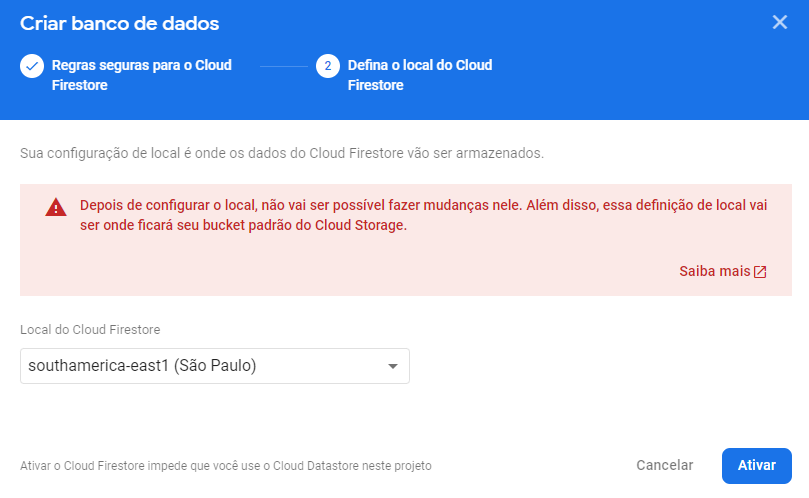 Criar banco de dados
Regras seguras para o Cloud
Firestore
2
Defina o local do Cloud
Firestore
Sua configuração de local é onde os dados do Cloud Firestore vão ser armazenados.
Depois de configurar o local, não vai ser possível fazer mudanças nele. Além disso, essa definição de local vai
ser onde ficará seu bucket padrão do Cloud Storage.
Saiba mais
Local do Cloud Firestore
southamerica-east1 (São Paulo)
Ativar o Cloud Firestore impede que você use o Cloud Datastore neste projeto
Cancelar
Ativar